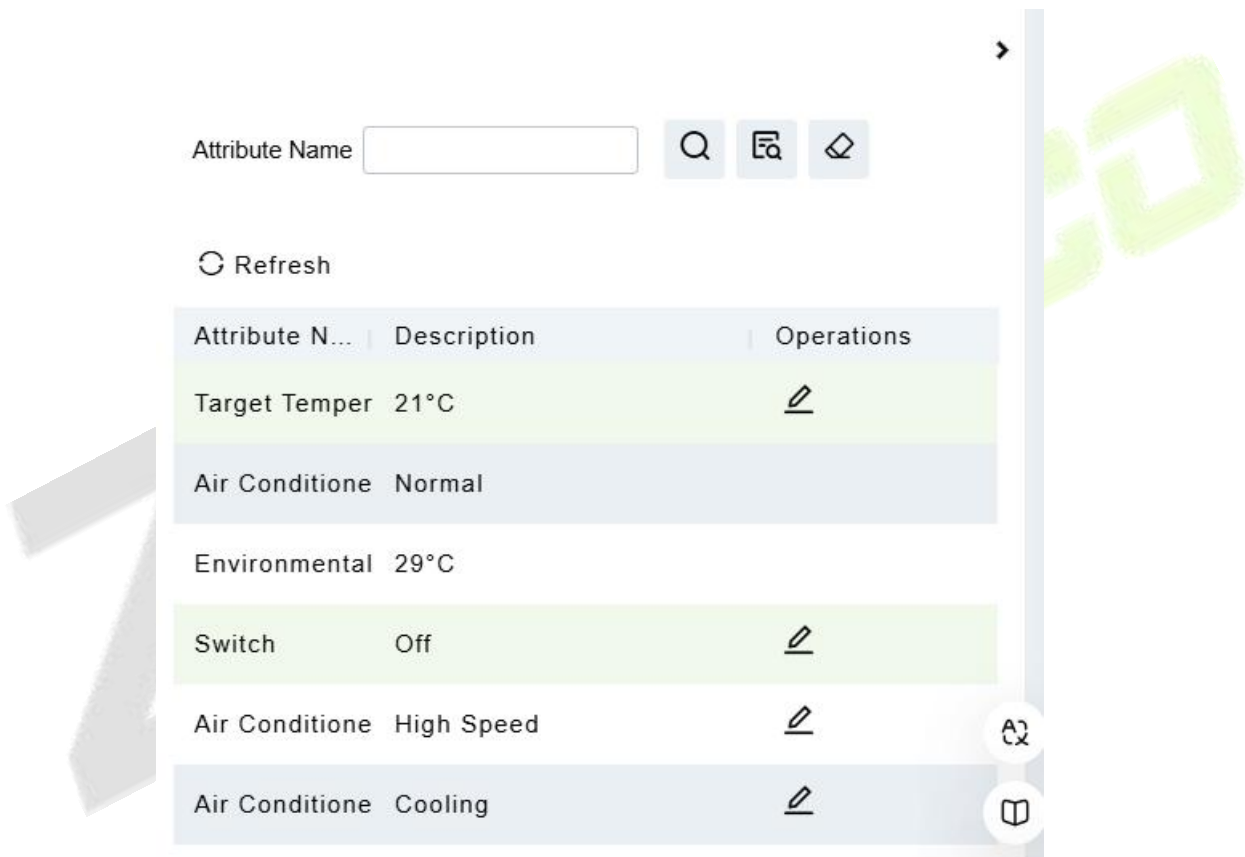 Attribute Name
Refresh
Attribute N... Description Operations
Target Temper 21°C
Air Conditione Normal
Environmental 29°C
Switch Off
Air Conditione High Speed
Air Conditione Cooling